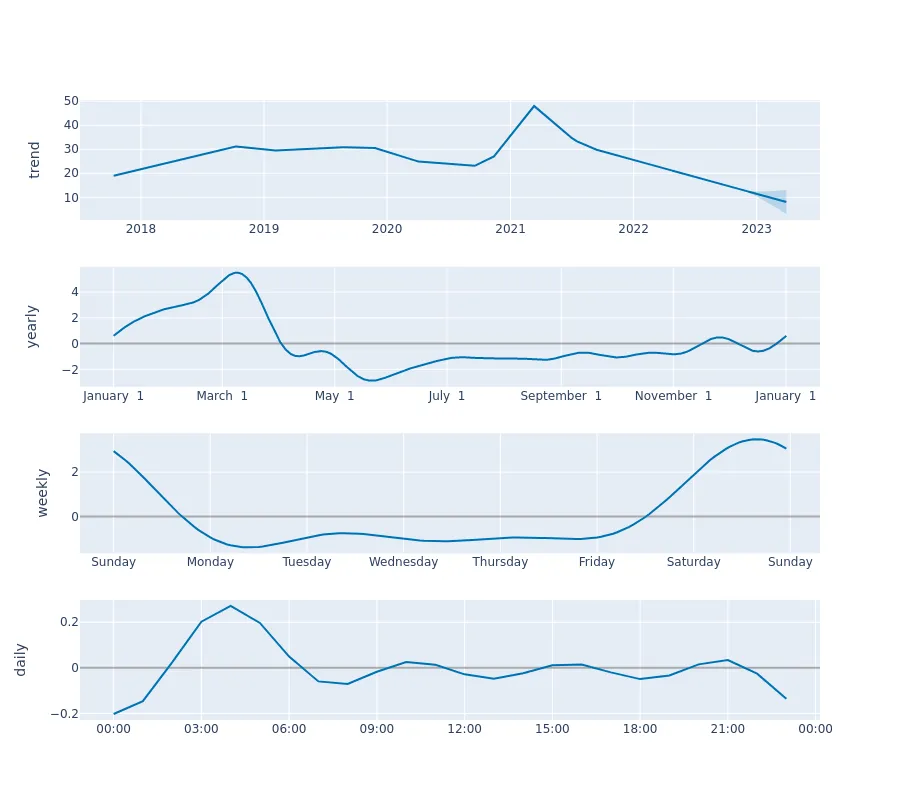 trend
50
40
30
20
10
2018 2019 2020 2021 2022 2023
yearly
4
2
0
−2
January 1 March 1 May 1 July 1 September 1 November 1 January 1
weekly
2
0
Sunday Monday Tuesday Wednesday Thursday Friday Saturday Sunday
daily
0.2
0
−0.2
00:00 03:00 06:00 09:00 12:00 15:00 18:00 21:00 00:00